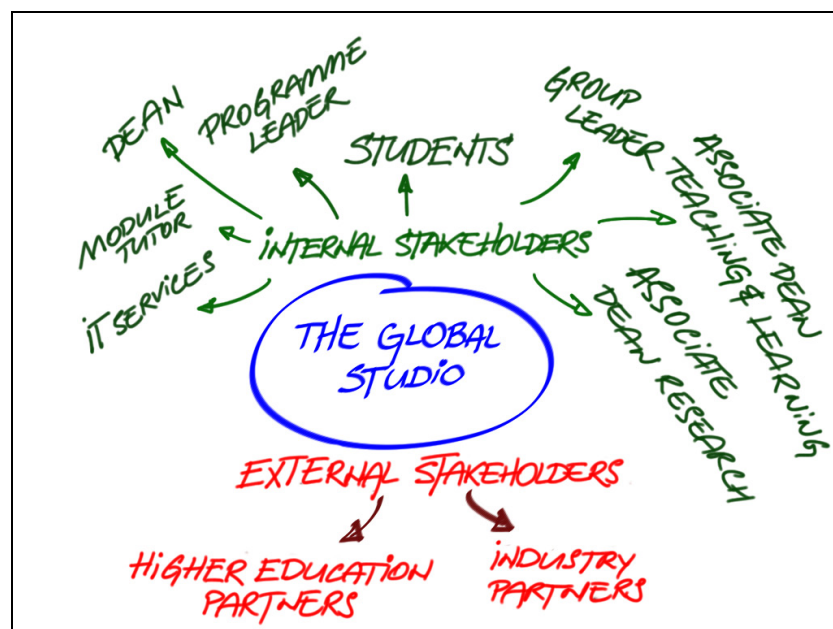 DEAN
PROGRAMME
LEADER
STUDENTS
GROUP
LEADER
ASSOCIATE DEAN
TEACHING & LEARNING
MODULE
TUTOR
INTERNAL STAKEHOLDERS
IT SERVICES
ASSOCIATE
DEAN RESEARCH
THE GLOBAL
STUDIO
EXTERNAL STAKEHOLDERS
HIGHER EDUCATION
PARTNERS
INDUSTRY
PARTNERS